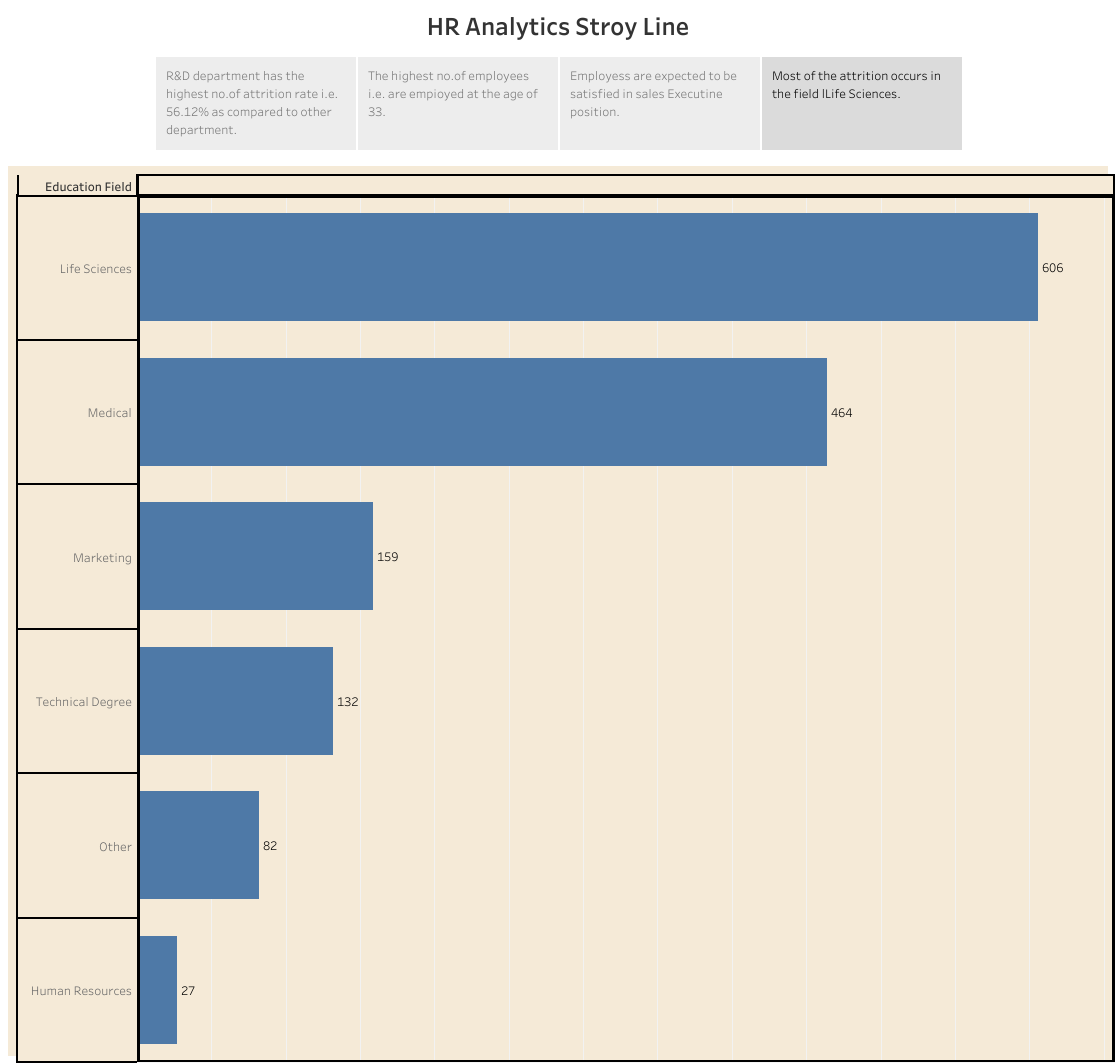 HR Analytics Stroy Line
R&D department has the
highest no.of attrition rate i.e.
56.12% as compared to other
department.
The highest no.of employees
i.e. are empioyed at the age of
33.
Employess are expected to be
satisfied in sales Executine
position.
Most of the attrition occurs in
the field lLife Sciences.
Education Field
Life Sciences
606
Medical
464
Marketing
159
Technical Degree
132
Other
82
Human Resources
27